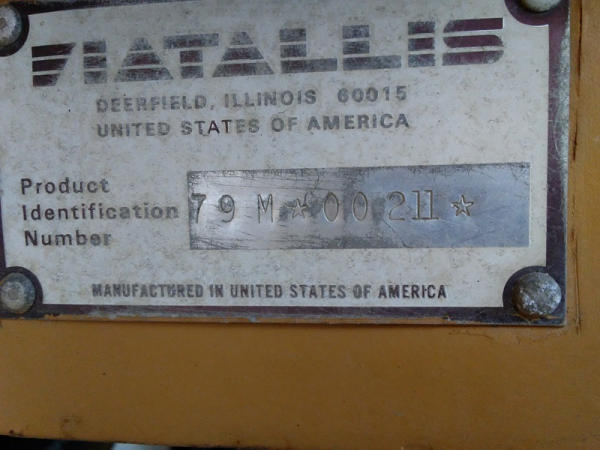 FIATALLIS
DEERFIELD, ILLINOIS 60015
UNITED STATES OF AMERICA
Product
Identification
Number
79M☆00211☆
MANUFACTURED IN UNITED STATES OF AMERICA